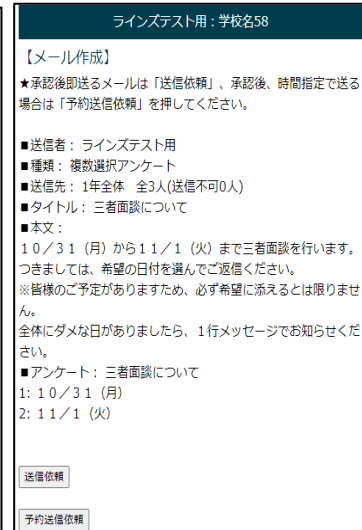 ラインズテスト用：学校名58
【メール作成】
★承認後即送るメールは「送信依頼」、承認後、時間指定で送る
場合は「予約送信依頼」を押してください。
■送信者： ラインズテスト用
■種類： 複数選択アンケート
■送信先： 1年全体　全3人(送信不可0人)
■タイトル： 三者面談について
■本文：
１０／３１（月）から１１／１（火）まで三者面談を行います。
つきましては、希望の日付を選んでご返信ください。
※皆様のご予定がありますため、必ず希望に添えるとは限りませ
ん。
全体にダメな日がありましたら、１行メッセージでお知らせくだ
さい。
■アンケート： 三者面談について
1: １０／３１（月）
2: １１／１（火）
送信依頼
予約送信依頼